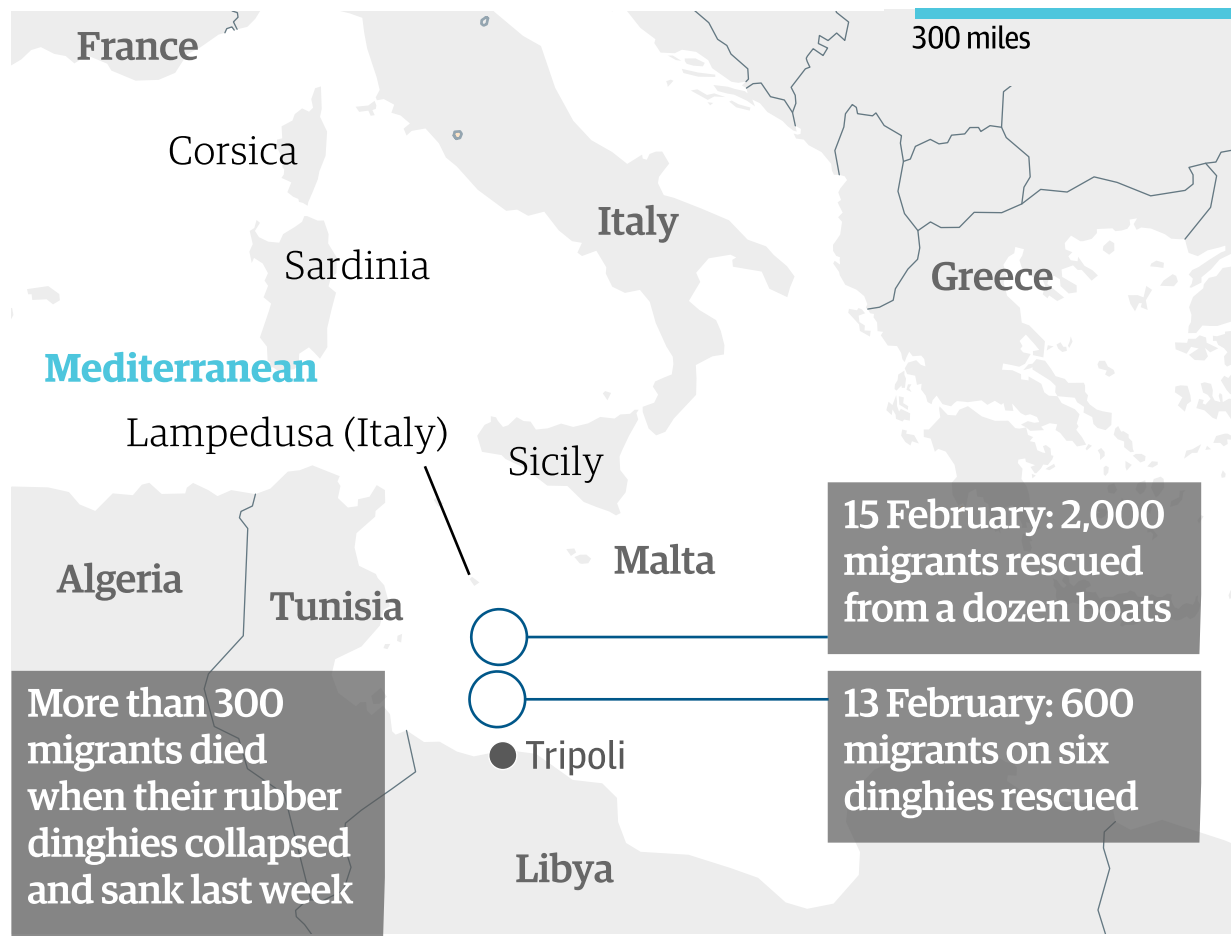 France
300 miles
Corsica
Italy
Sardinia
Greece
Mediterranean
Lampedusa (Italy)
Sicily
15 February: 2,000
migrants rescued
from a dozen boats
Malta
Algeria
Tunisia
More than 300
migrants died
when their rubber
dinghies collapsed
and sank last week
13 February: 600
migrants on six
dinghies rescued
Tripoli
Libya